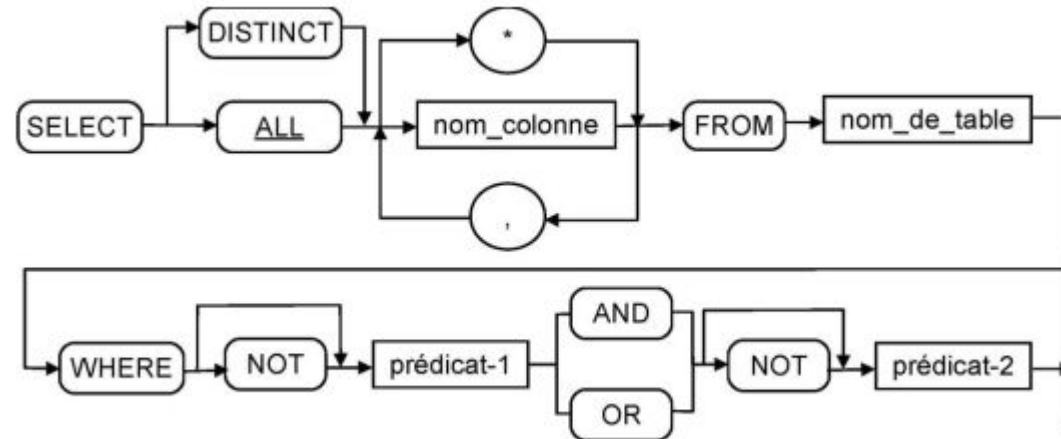 DISTINCT
*
SELECT ALL nom_colonne FROM nom_de_table
,
AND
WHERE NOT prédicat-1 NOT prédicat-2
OR